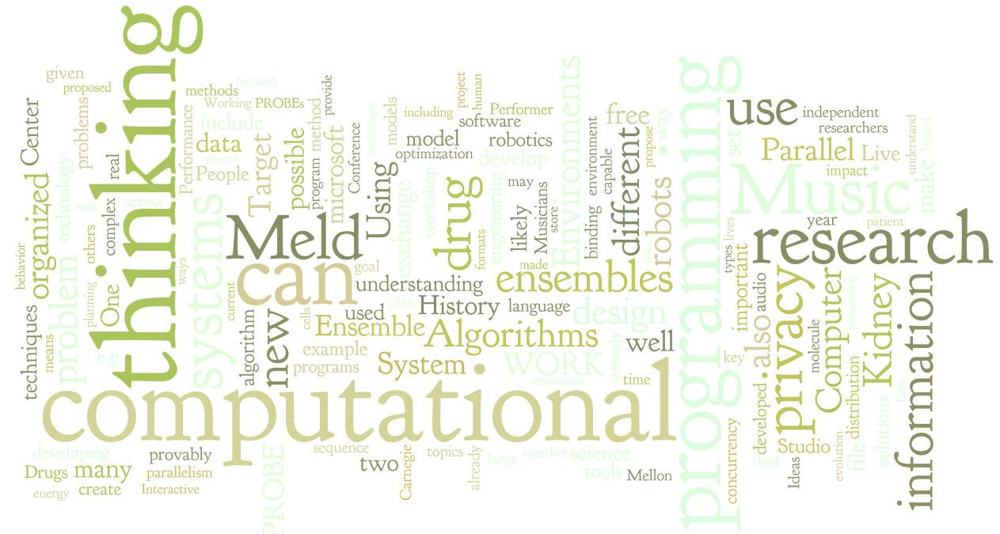 thinking
given
proposed
problems
Center
real
organized
technology
run
across
complex
others
behavior
problem
planning
One
ways
techniques
means
e.g
focused
methods
Working
PROBEs
provide
Performance
include
data
recent
People
Target
possible
method
program
microsoft
Conference
exchanges
models
including
project
human
Performer
software
model
robotics
optimization
develop
Environments
free
way
propose
environment
capable
different
binding
robots
able
systems
Meld
Using
exchange
workshop
drug
formats
engineering
may
likely
Musicians
store
made
can
goal
current
understanding
ensembles
used
plan
History
language
design
cells
new
algorithm
Ensemble
Algorithms
example
programs
System
WORK
structures
strongly
well
time
computational
programming
use
independent
researchers
understand
based
set
Parallel
Live
impact
make
Music
year
patient
research
types
lives
important
audio
also
key
privacy
molecule
Computer
processing
Kidney
information
developed
distribution
beat
solutions
Studio
file
think
concurrency
Ideas
evolution
developing
provably
Drugs
many
parallelism
energy
create
Interactive
PROBE
sequence
two
Carnegie
topics
already
large
together
science
tools
Mellon